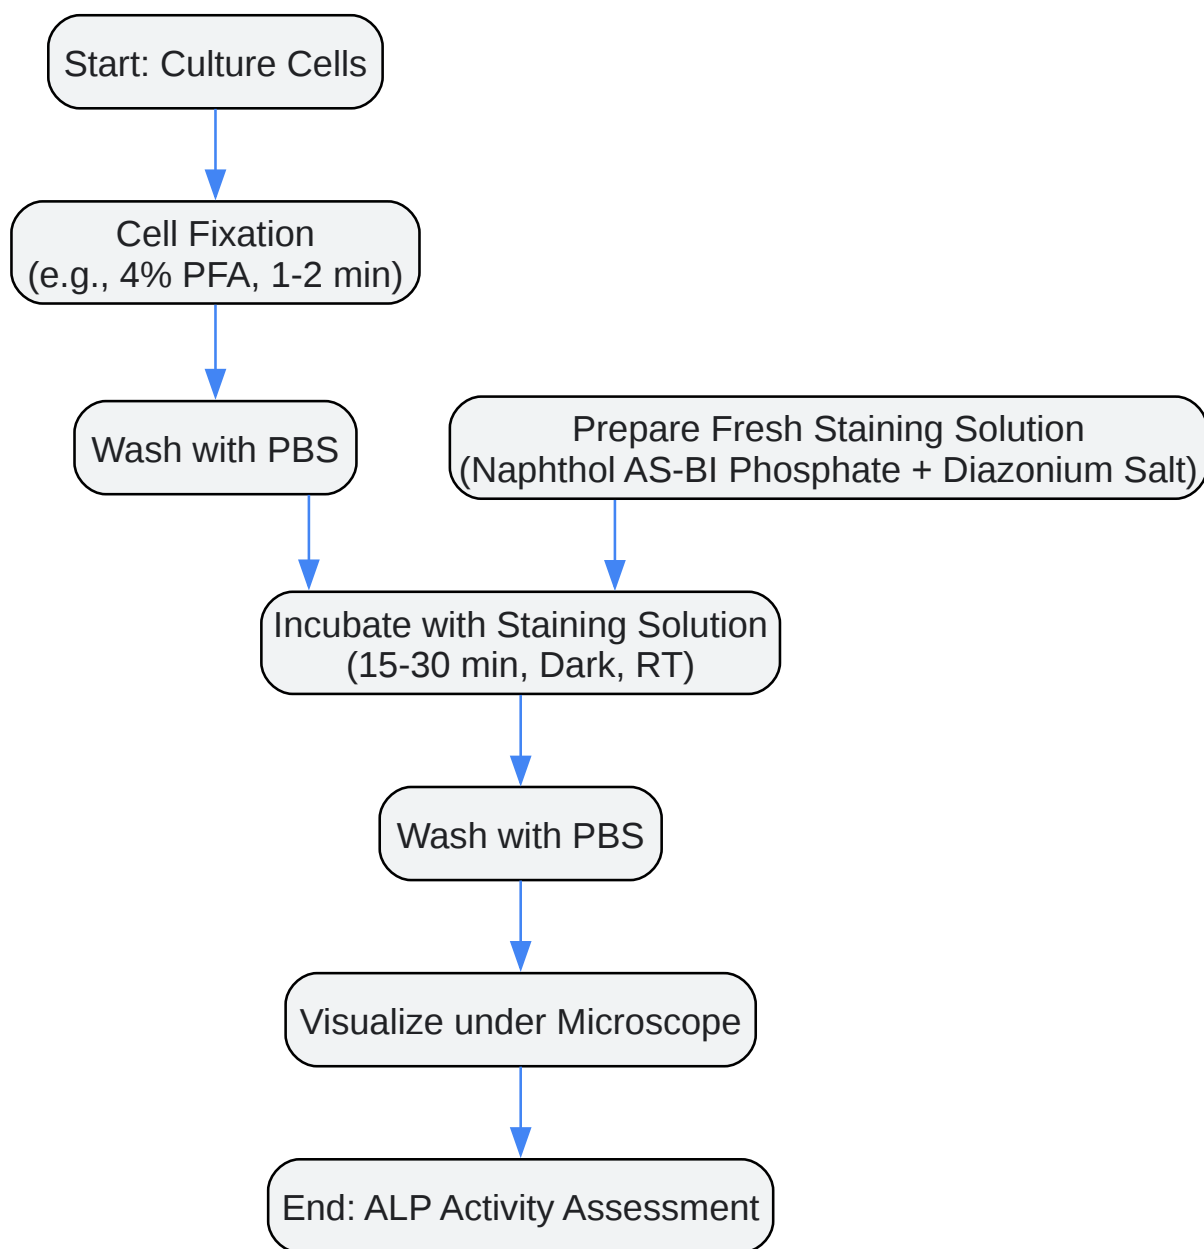 Start: Culture Cells
Cell Fixation
(e.g., 4% PFA, 1-2 min)
Wash with PBS
Prepare Fresh Staining Solution
(Naphthol AS-BI Phosphate + Diazonium Salt)
Incubate with Staining Solution
(15-30 min, Dark, RT)
Wash with PBS
Visualize under Microscope
End: ALP Activity Assessment